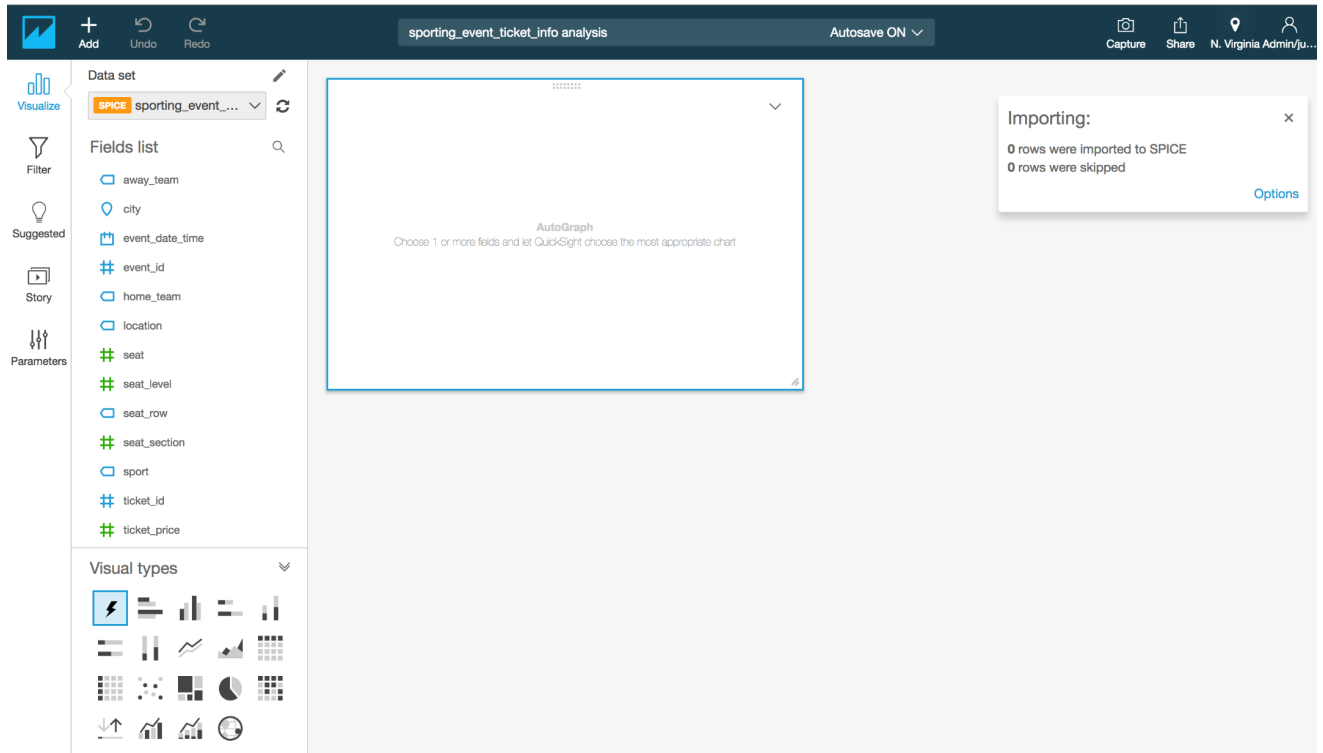 Add
Undo
Redo
sporting_event_ticket_info analysis
Autosave ON
Capture
Share
N. Virginia
Admin/ju...
Visualize
Filter
Suggested
Story
Parameters
Data set
SPICE sporting_event_...
Fields list
away_team
city
event_date_time
event_id
home_team
location
seat
seat_level
seat_row
seat_section
sport
ticket_id
ticket_price
Visual types
AutoGraph
Choose 1 or more fields and let QuickSight choose the most appropriate chart
Importing:
0 rows were imported to SPICE
0 rows were skipped
Options